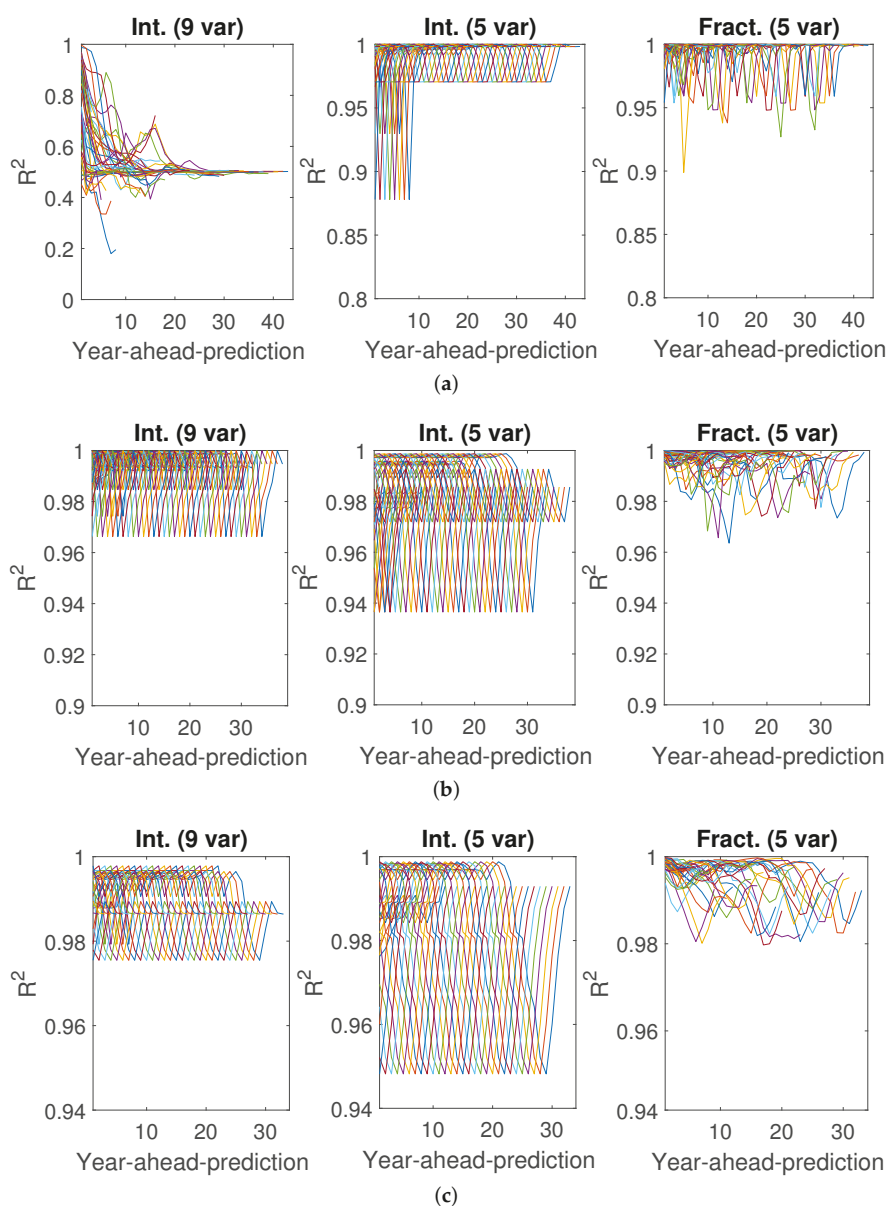 Int. (9 var) Int. (5 var) Fract. (5 var)
1 1 1
0.8 0.95 0.95
0.6 0.9 0.9
R² R² R²
0.4 0.85 0.85
0.2
0 0.8 0.8
10 20 30 40 10 20 30 40 10 20 30 40
Year-ahead-prediction Year-ahead-prediction Year-ahead-prediction
(a)
Int. (9 var) Int. (5 var) Fract. (5 var)
1 1 1
0.98 0.98 0.98
0.96 0.96 0.96
R² R² R²
0.94 0.94 0.94
0.92 0.92 0.92
0.9 0.9 0.9
10 20 30 10 20 30 10 20 30
Year-ahead-prediction Year-ahead-prediction Year-ahead-prediction
(b)
Int. (9 var) Int. (5 var) Fract. (5 var)
1 1 1
0.98 0.98 0.98
R² R² R²
0.96 0.96 0.96
0.94 0.94 0.94
10 20 30 10 20 30 10 20 30
Year-ahead-prediction Year-ahead-prediction Year-ahead-prediction
(c)